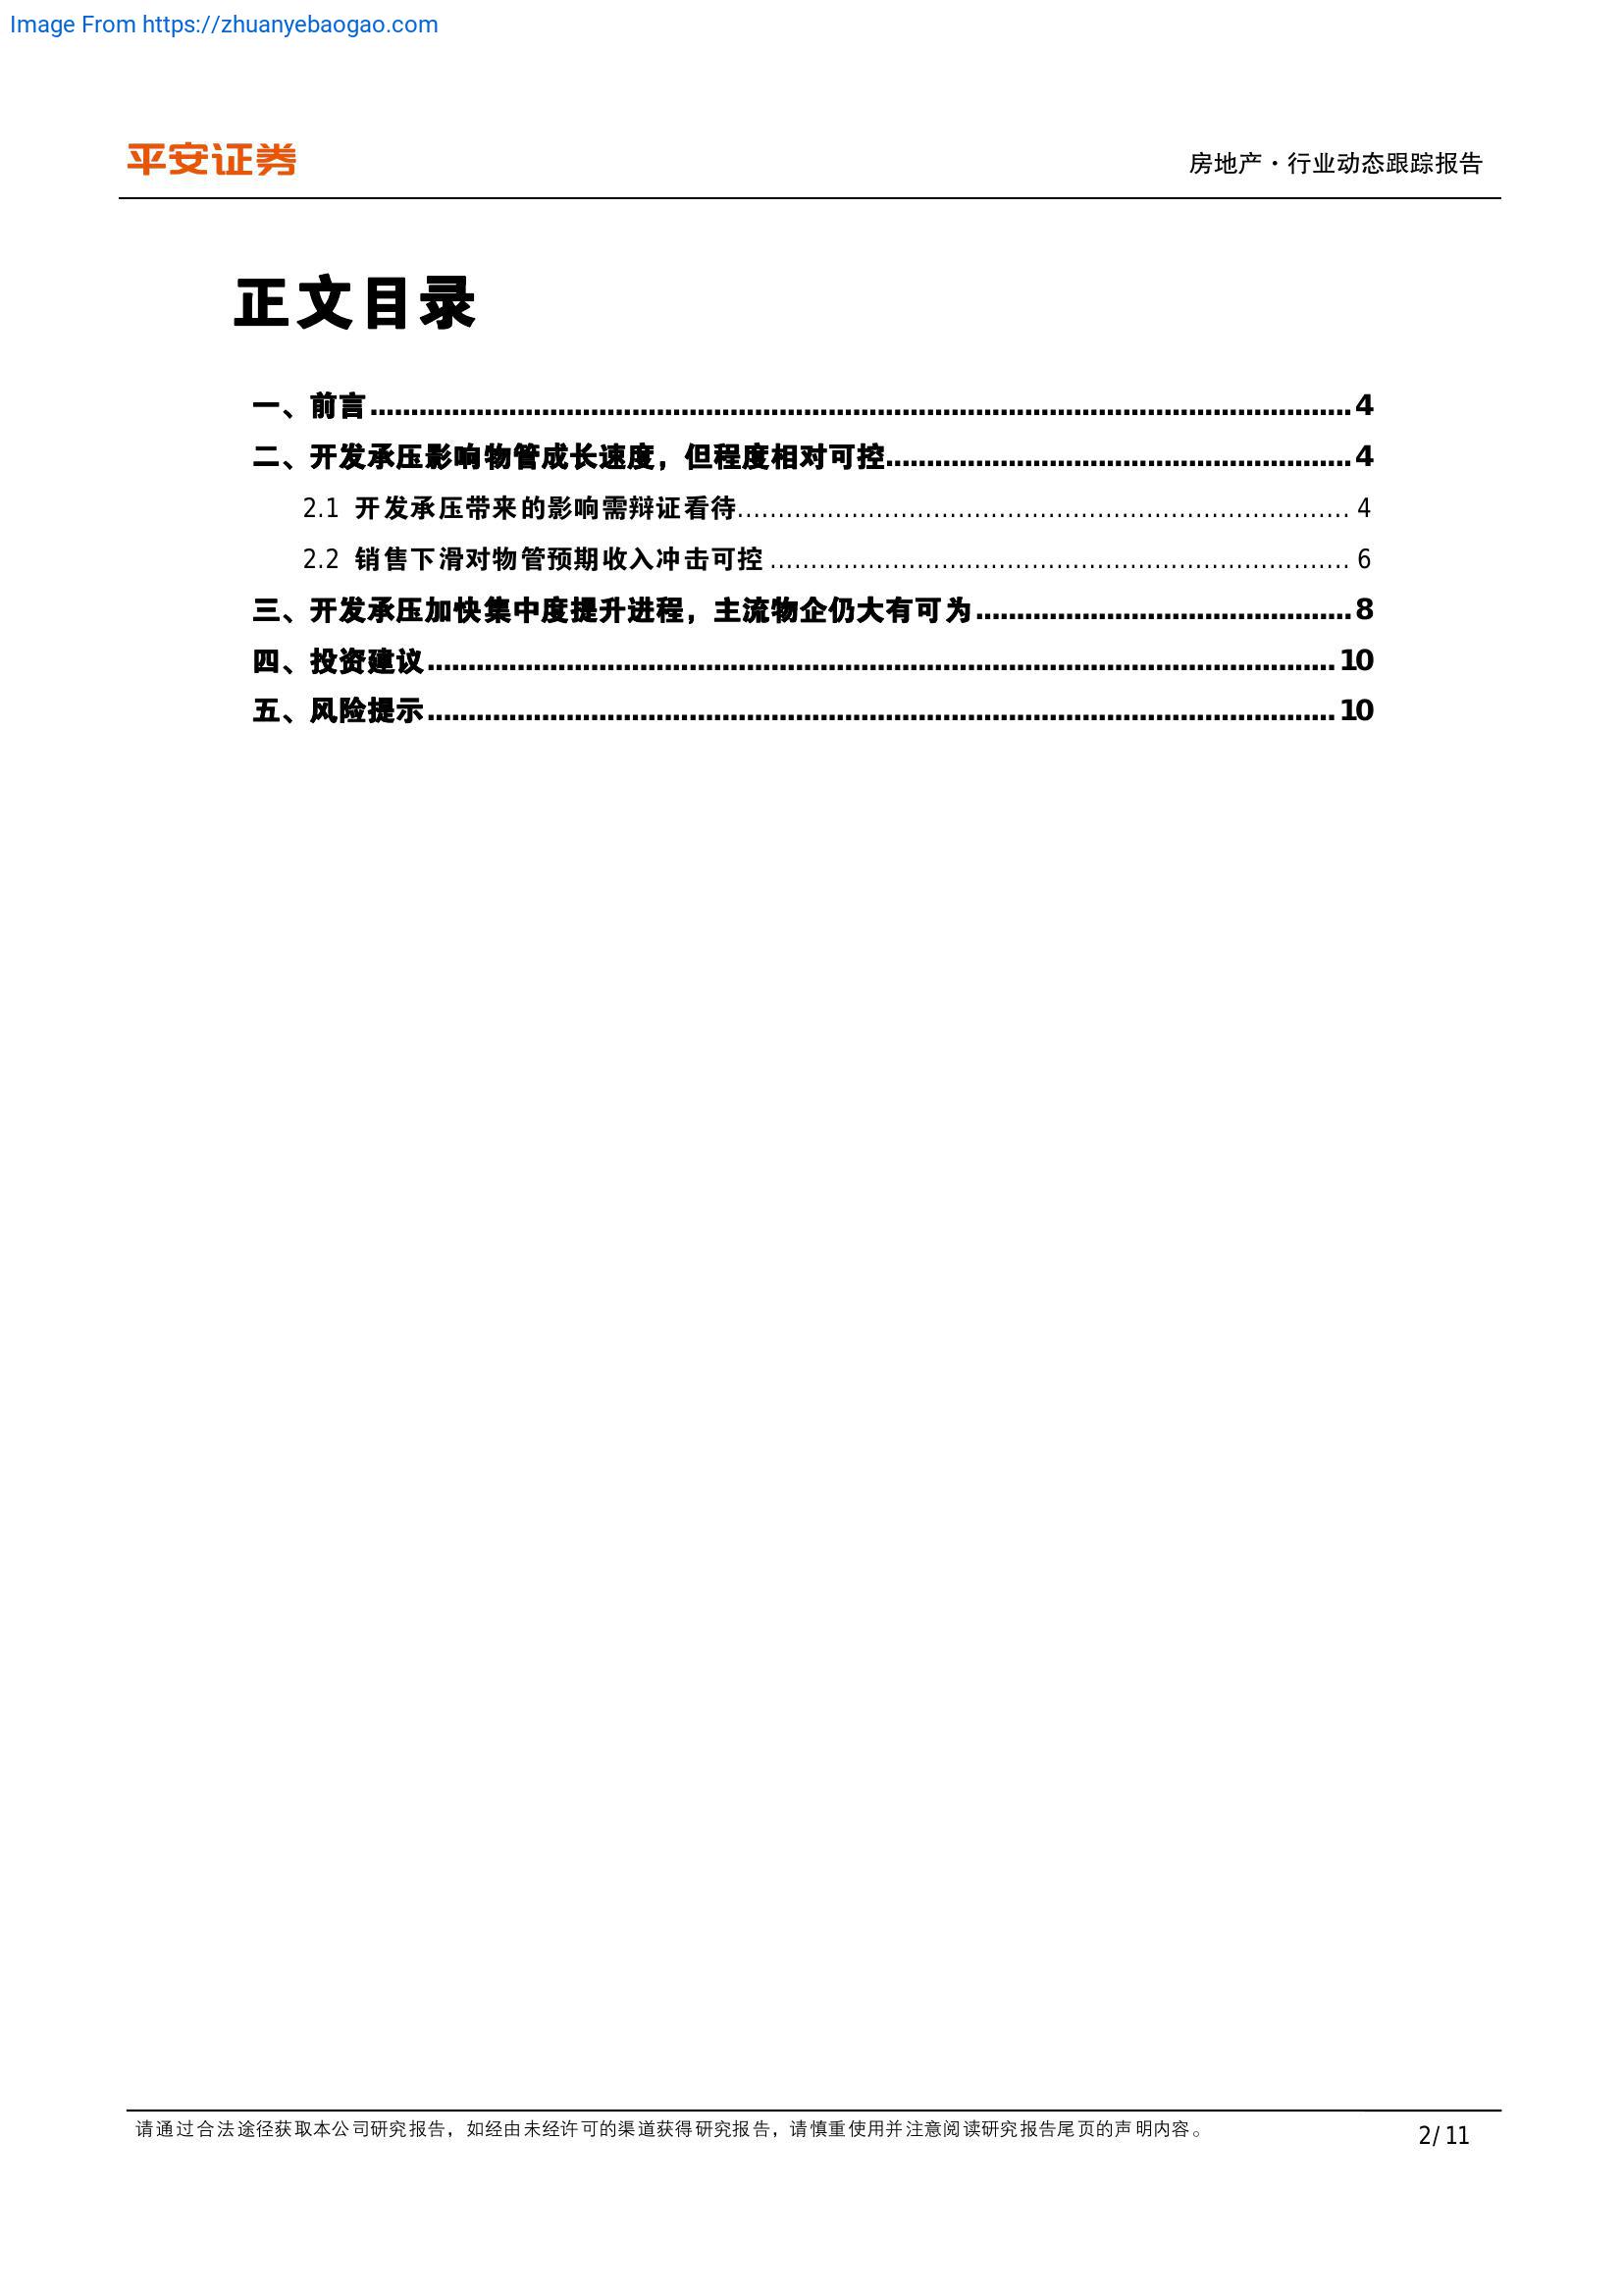 Image From https://zhuanyebaogao.com
平安证券
房地产·行业动态跟踪报告
正文目录
一、前言........................................................................................................................4
二、开发承压影响物管成长速度，但程度相对可控.........................................................4
2.1 开发承压带来的影响需辩证看待........................................................................... 4
2.2 销售下滑对物管预期收入冲击可控 ....................................................................... 6
三、开发承压加快集中度提升进程，主流物企仍大有可为..............................................8
四、投资建议............................................................................................................... 10
五、风险提示............................................................................................................... 10
请通过合法途径获取本公司研究报告，如经由未经许可的渠道获得研究报告，请慎重使用并注意阅读研究报告尾页的声明内容。
2/ 11